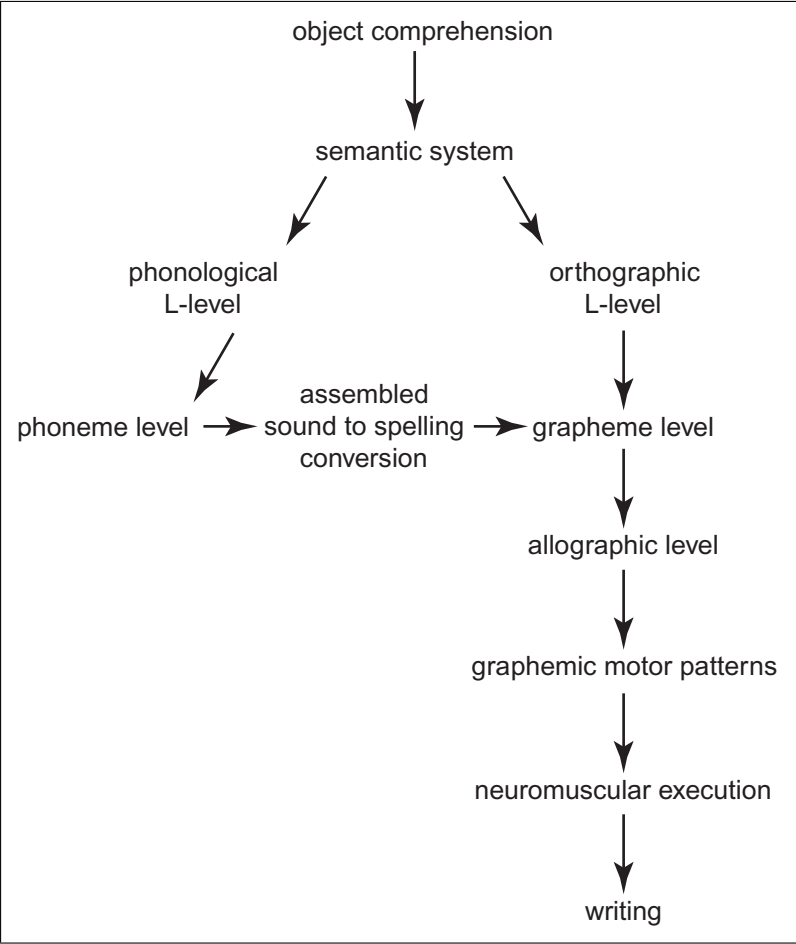 object comprehension
semantic system
phonological
L-level
orthographic
L-level
phoneme level
assembled
sound to spelling
conversion
grapheme level
allographic level
graphemic motor patterns
neuromuscular execution
writing